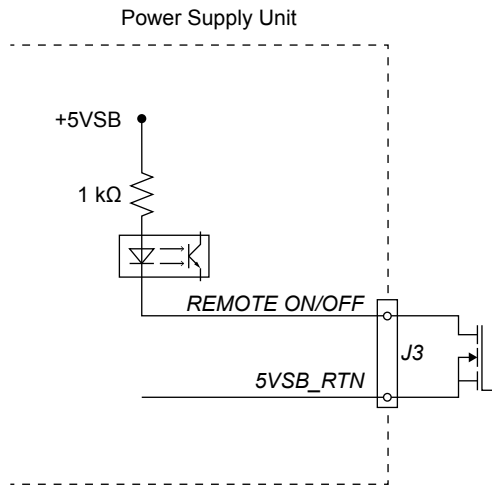 Power Supply Unit
+5VSB
1 kΩ
REMOTE ON/OFF
J3
5VSB_RTN